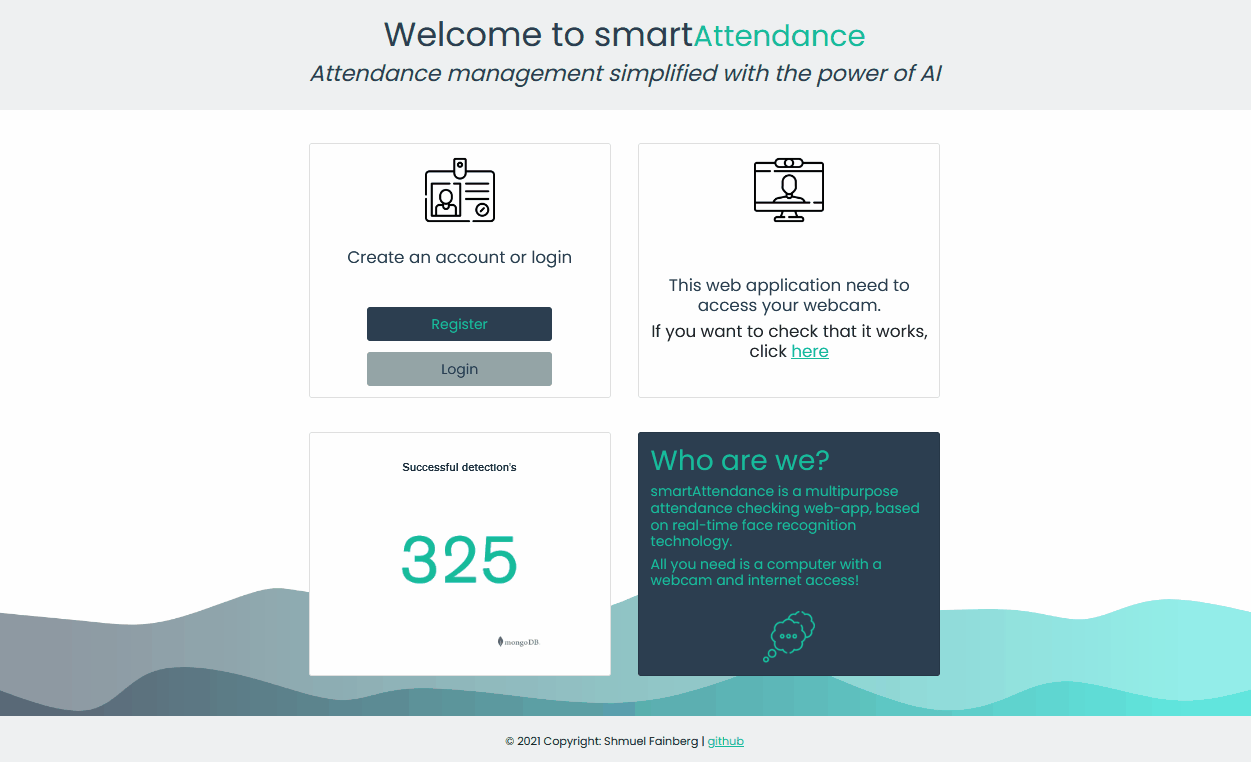 Welcome to smartAttendance
Attendance management simplified with the power of AI
Create an account or login
Register
Login
This web application need to
access your webcam.
If you want to check that it works,
click here
Successful detection's
325
mongoDB.
Who are we?
smartAttendance is a multipurpose
attendance checking web-app, based
on real-time face recognition
technology.
All you need is a computer with a
webcam and internet access!
© 2021 Copyright: Shmuel Fainberg | github